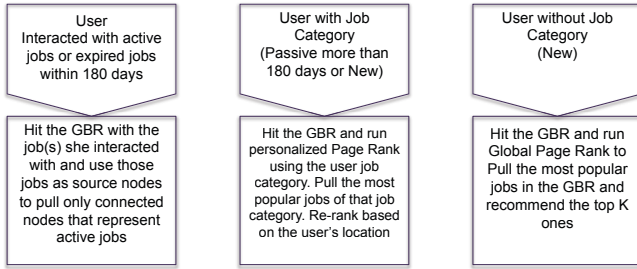 User
Interacted with active
jobs or expired jobs
within 180 days
Hit the GBR with the
job(s) she interacted
with and use those
jobs as source nodes
to pull only connected
nodes that represent
active jobs
User with Job
Category
(Passive more than
180 days or New)
Hit the GBR and run
personalized Page Rank
using the user job
category. Pull the most
popular jobs of that job
category. Re-rank based
on the user's location
User without Job
Category
(New)
Hit the GBR and run
Global Page Rank to
Pull the most popular
jobs in the GBR and
recommend the top K
ones